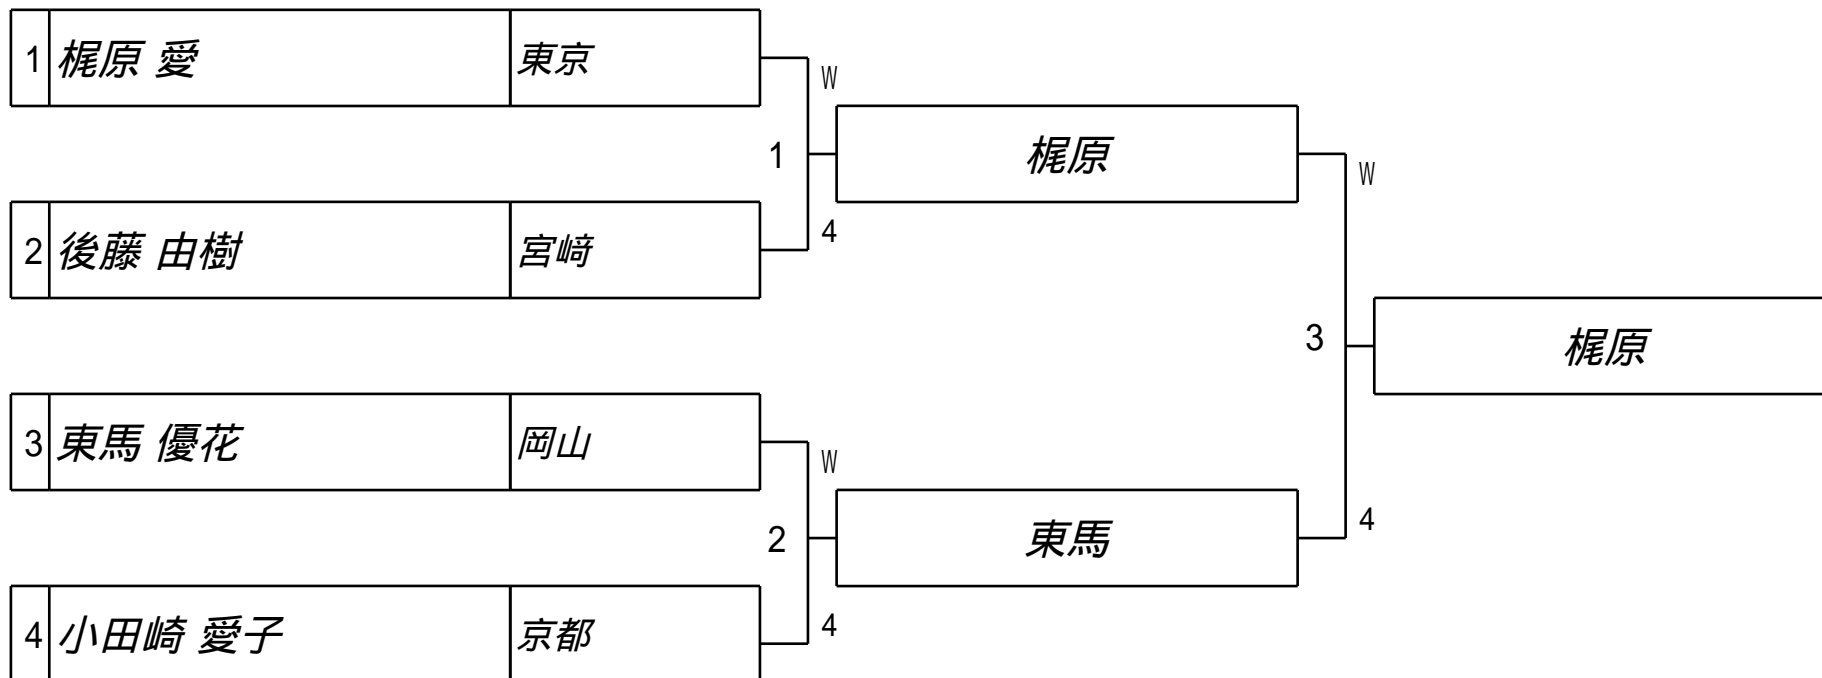 1 梶原 愛 東京
W
1 梶原
4
2 後藤 由樹 宮﨑
W
3 梶原
3 東馬 優花 岡山
W
2 東馬
4
4 小田崎 愛子 京都
4